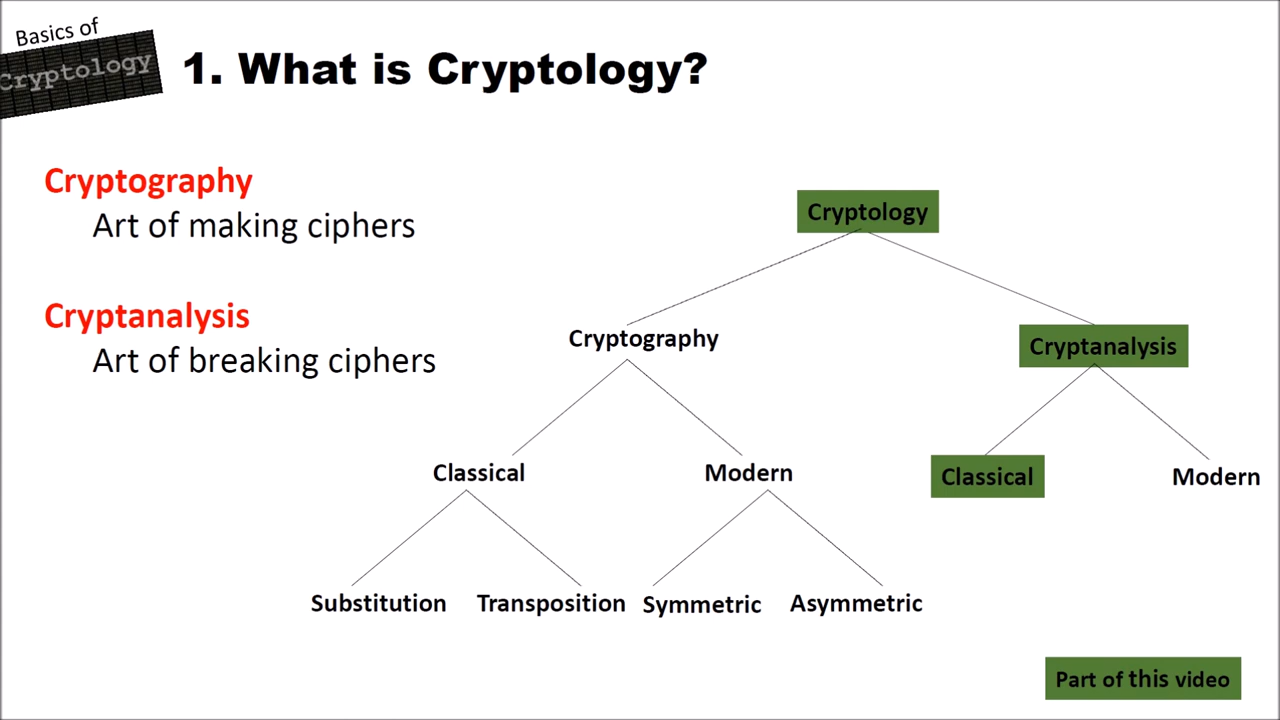 Basics of
Cryptology
1. What is Cryptology?
Cryptography
Art of making ciphers
Cryptanalysis
Art of breaking ciphers
Cryptology
Cryptography
Cryptanalysis
Classical
Modern
Classical
Modern
Substitution
Transposition
Symmetric
Asymmetric
Part of this video